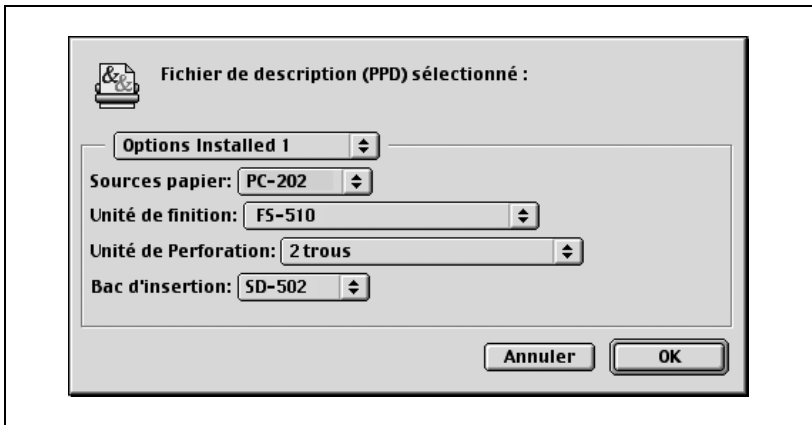 Fichier de description (PPD) sélectionné :
Options Installed 1
Sources papier: PC-202
Unité de finition: FS-510
Unité de Perforation: 2 trous
Bac d'insertion: SD-502
Annuler OK